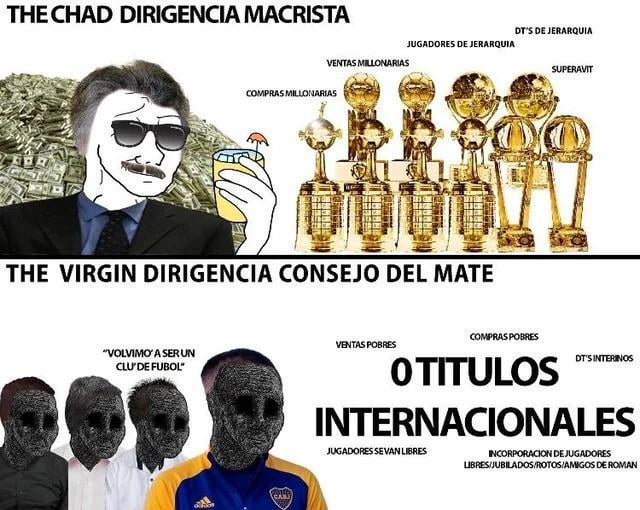 THE CHAD DIRIGENCIA MACRISTA
DT'S DE JERARQUIA
JUGADORES DE JERARQUIA
VENTAS MILLONARIAS
SUPERAVIT
COMPRAS MILLONARIAS
THE VIRGIN DIRIGENCIA CONSEJO DEL MATE
"VOLVIMO' A SER UN
CLU' DE FUBOL"
VENTAS POBRES
COMPRAS POBRES
DT'S INTERINOS
0 TITULOS
INTERNACIONALES
JUGADORES SE VAN LIBRES
INCORPORACION DE JUGADORES
LIBRES/JUBILADOS/ROTOS/AMIGOS DE ROMAN
adidas
CABJ